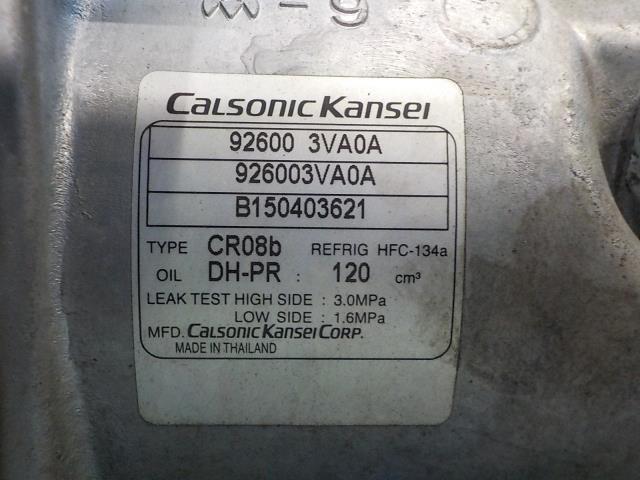 M-9
CALSONIC KANSEI
92600 3VA0A
926003VA0A
B150403621
TYPE CR08b REFRIG HFC-134a
OIL DH-PR : 120 cm³
LEAK TEST HIGH SIDE : 3.0MPa
LOW SIDE : 1.6MPa
MFD. CALSONIC KANSEI CORP.
MADE IN THAILAND